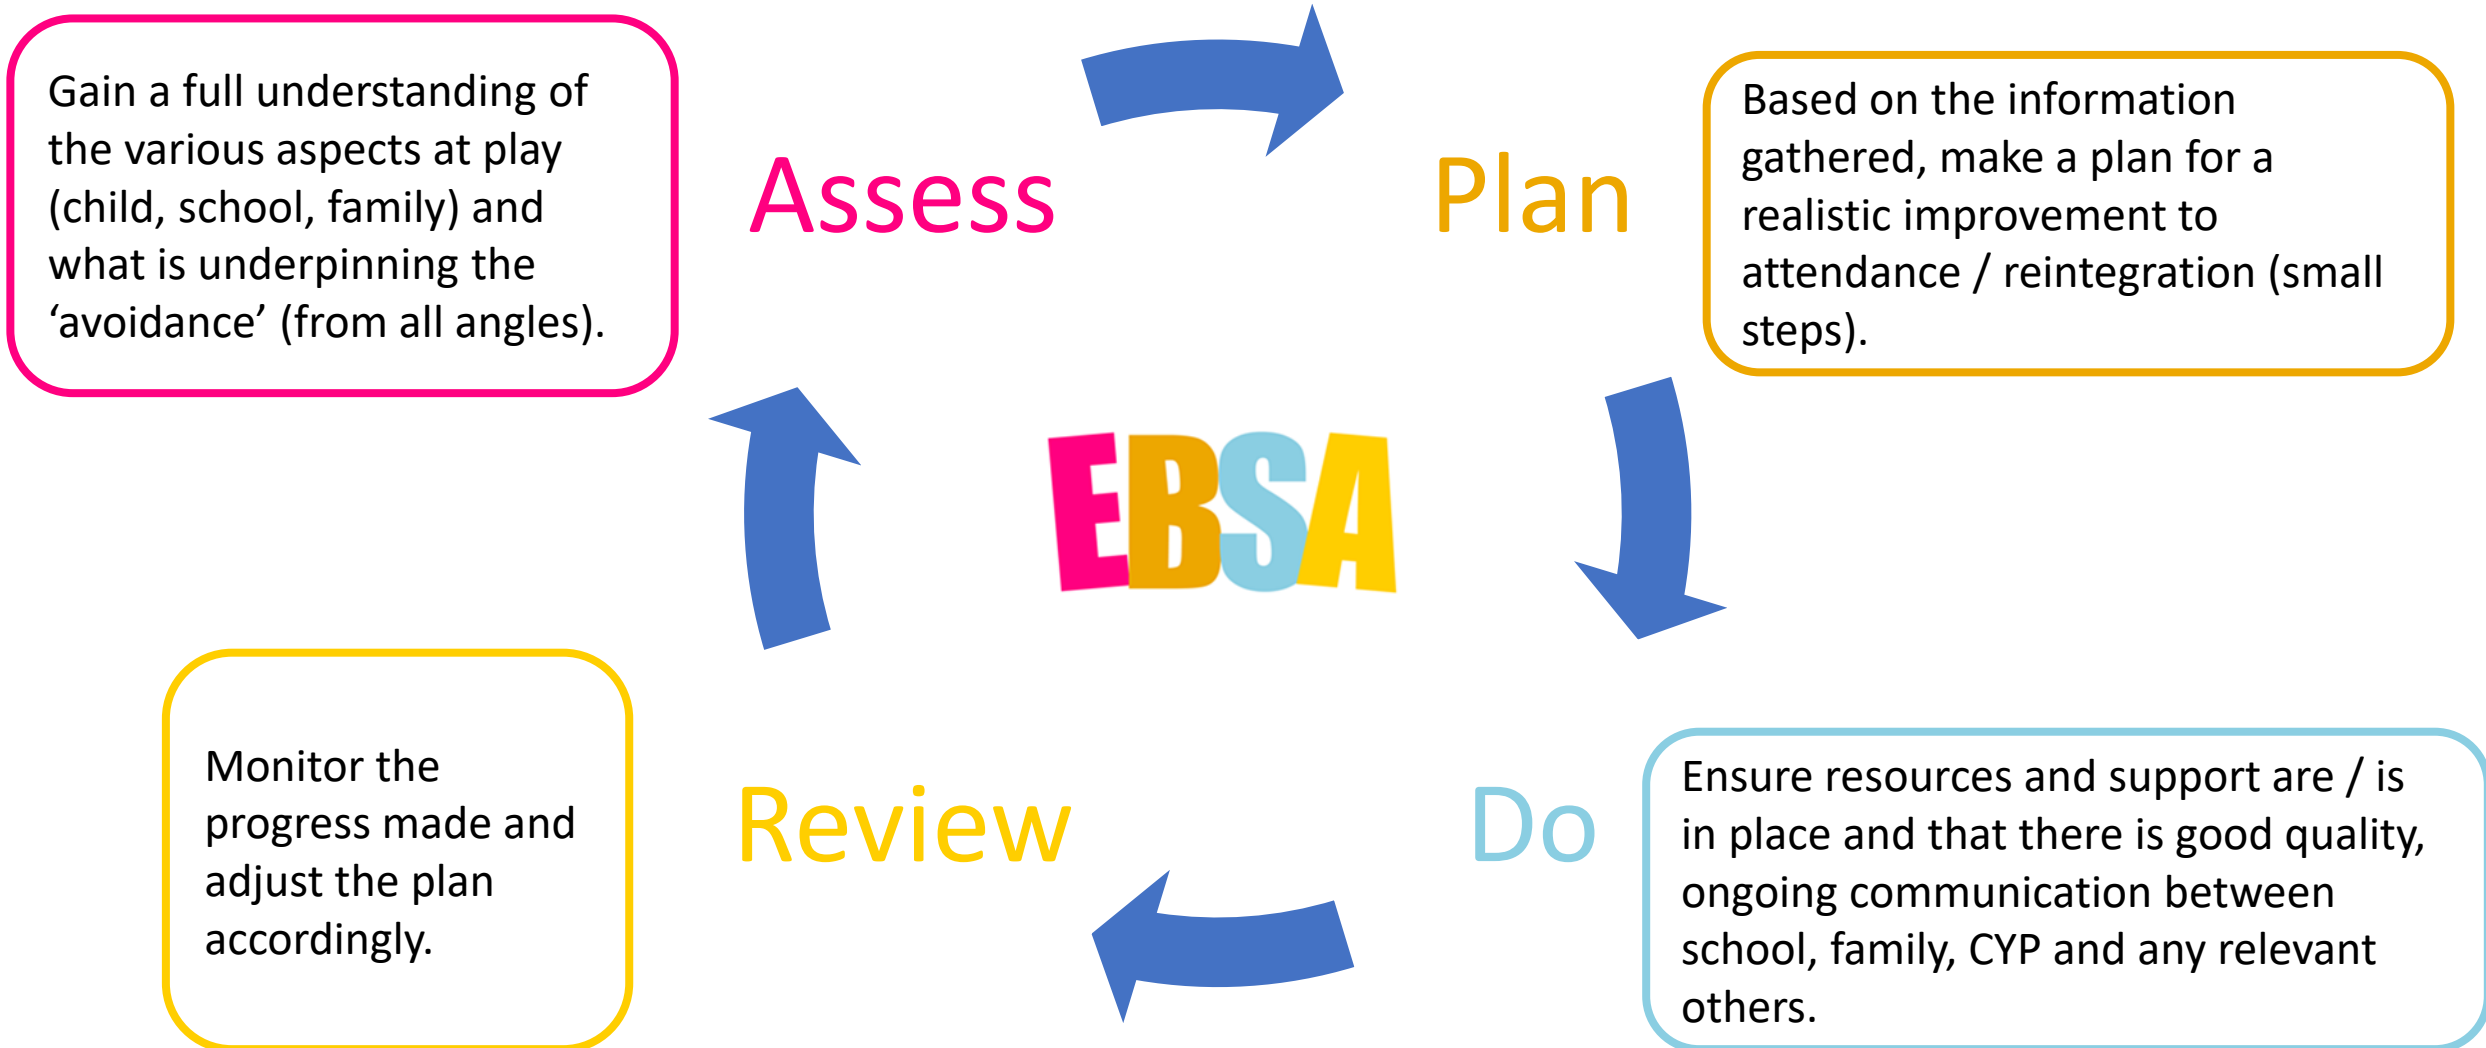 Gain a full understanding of
the various aspects at play
(child, school, family) and
what is underpinning the
‘avoidance’ (from all angles).
Assess
Plan
Based on the information
gathered, make a plan for a
realistic improvement to
attendance / reintegration (small
steps).
EBSA
Monitor the
progress made and
adjust the plan
accordingly.
Review
Do
Ensure resources and support are / is
in place and that there is good quality,
ongoing communication between
school, family, CYP and any relevant
others.